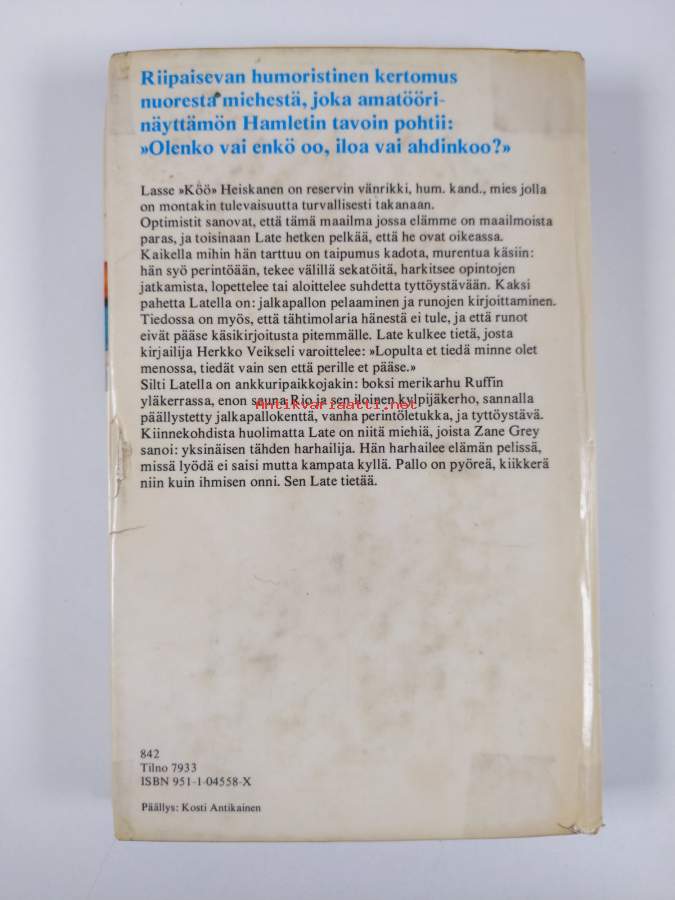 Riipaisevan humoristinen kertomus
nuoresta miehestä, joka amatööri-
näyttämön Hamletin tavoin pohtii:
»Olenko vai enkö oo, iloa vai ahdinkoo?»
Lasse »Köö» Heiskanen on reservin vänrikki, hum. kand., mies jolla
on montakin tulevaisuutta turvallisesti takanaan.
Optimistit sanovat, että tämä maailma jossa elämme on maailmoista
paras, ja toisinaan Late hetken pelkää, että he ovat oikeassa.
Kaikella mihin hän tarttuu on taipumus kadota, murentua käsiin:
hän syö perintöään, tekee välillä sekatöitä, harkitsee opintojen
jatkamista, lopettelee tai aloittelee suhdetta tyttöystävään. Kaksi
pahetta Latella on: jalkapallon pelaaminen ja runojen kirjoittaminen.
Tiedossa on myös, että tähtimolaria hänestä ei tule, ja että runot
eivät pääse käsikirjoitusta pitemmälle. Late kulkee tietä, josta
kirjailija Herkko Veikseli varoittelee: »Lopulta et tiedä minne olet
menossa, tiedät vain sen että perille et pääse.»
Silti Latella on ankkuripaikkojakin: boksi merikarhu Ruffin
yläkerrassa, enon sauna Rio ja sen iloinen kylpijäkerho, sannalla
Antikvariaatti.net
päällystetty jalkapallokenttä, vanha perintöletukka, ja tyttöystävä.
Kiinnekohdista huolimatta Late on niitä miehiä, joista Zane Grey
sanoi: yksinäisen tähden harhailija. Hän harhailee elämän pelissä,
missä lyödä ei saisi mutta kampata kyllä. Pallo on pyöreä, kiikkerä
niin kuin ihmisen onni. Sen Late tietää.
842
Tilno 7933
ISBN 951-1-04558-X
Päällys: Kosti Antikainen